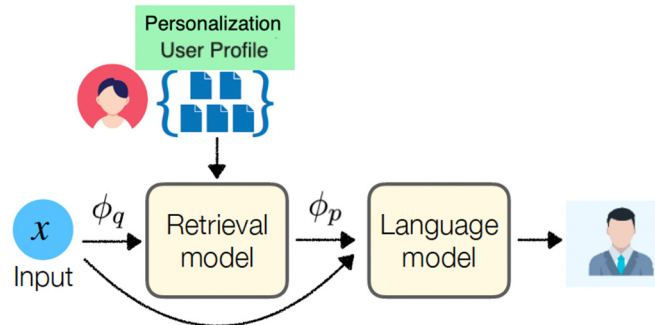 Personalization
User Profile
x
Input
ϕq
Retrieval
model
ϕp
Language
model